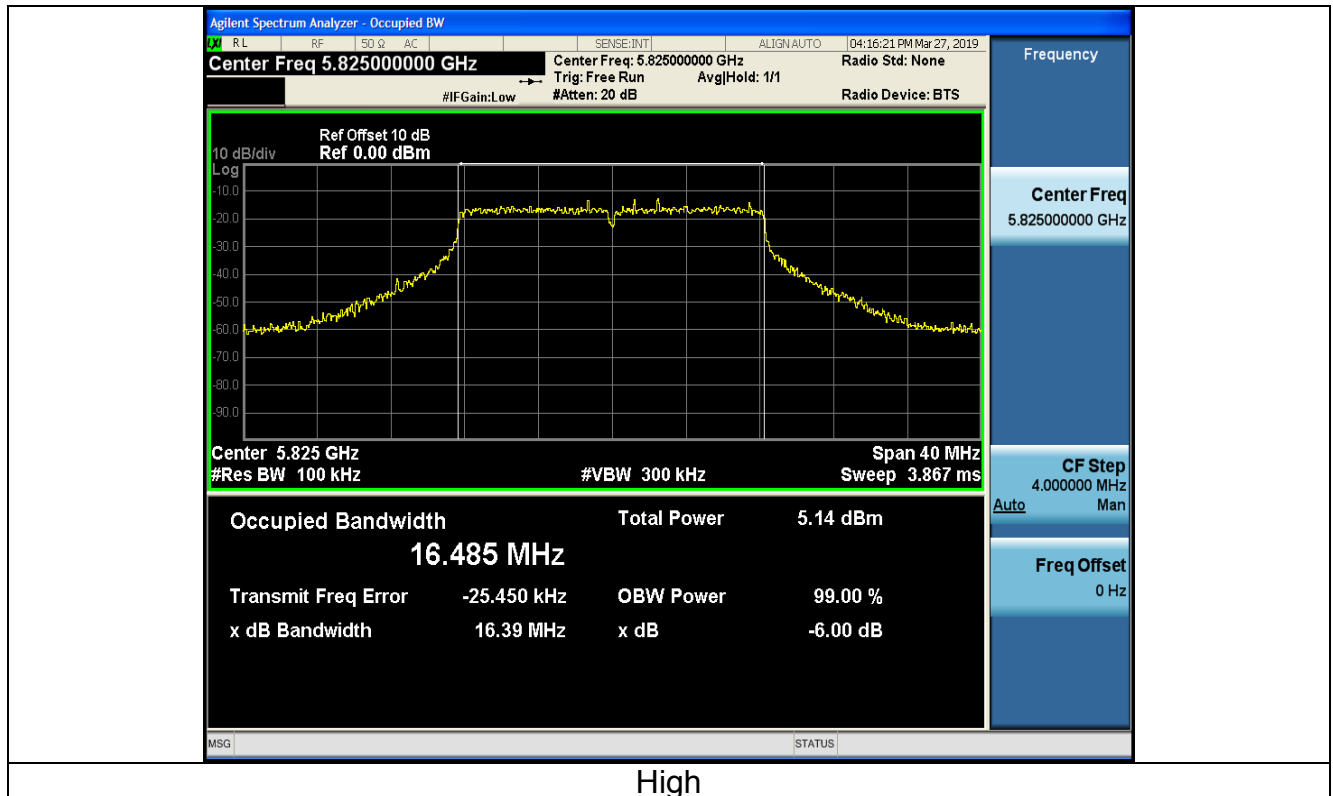 Agilent Spectrum Analyzer - Occupied BW
LXI RL RF 50 Ω AC SENSE:INT ALIGNAUTO 04:16:21 PM Mar 27, 2019
Center Freq 5.825000000 GHz
Center Freq: 5.825000000 GHz Radio Std: None
Trig: Free Run Avg|Hold: 1/1
#IFGain:Low #Atten: 20 dB Radio Device: BTS
Ref Offset 10 dB
10 dB/div Ref 0.00 dBm
Log
-10.0
-20.0
-30.0
-40.0
-50.0
-60.0
-70.0
-80.0
-90.0
Center 5.825 GHz Span 40 MHz
#Res BW 100 kHz #VBW 300 kHz Sweep 3.867 ms
Occupied Bandwidth Total Power 5.14 dBm
16.485 MHz
Transmit Freq Error -25.450 kHz OBW Power 99.00 %
x dB Bandwidth 16.39 MHz x dB -6.00 dB
Frequency
Center Freq
5.825000000 GHz
CF Step
4.000000 MHz
Auto Man
Freq Offset
0 Hz
MSG STATUS
High